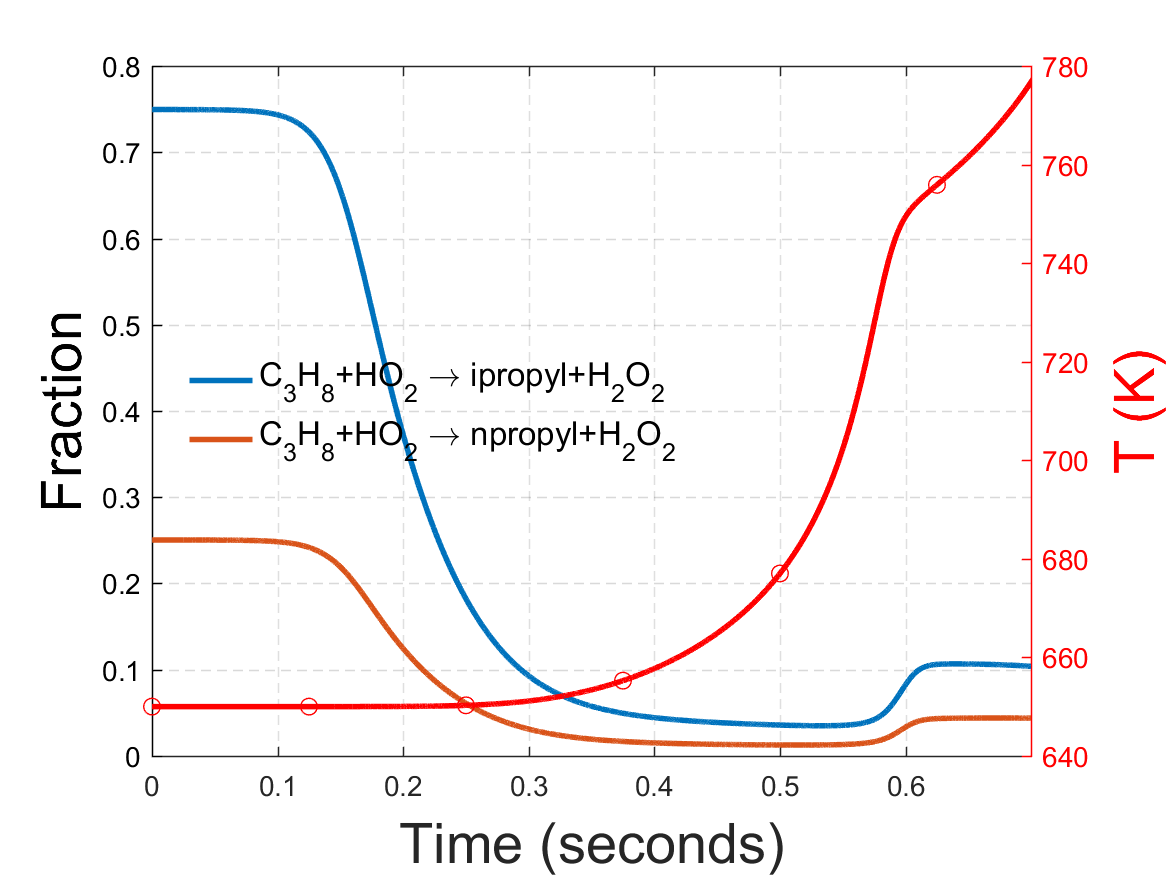 0.8
0.7
0.6
0.5
0.4
0.3
0.2
0.1
0
Fraction
C₃H₈+HO₂ → ipropyl+H₂O₂
C₃H₈+HO₂ → npropyl+H₂O₂
780
760
740
720
700
680
660
640
T (K)
0 0.1 0.2 0.3 0.4 0.5 0.6
Time (seconds)